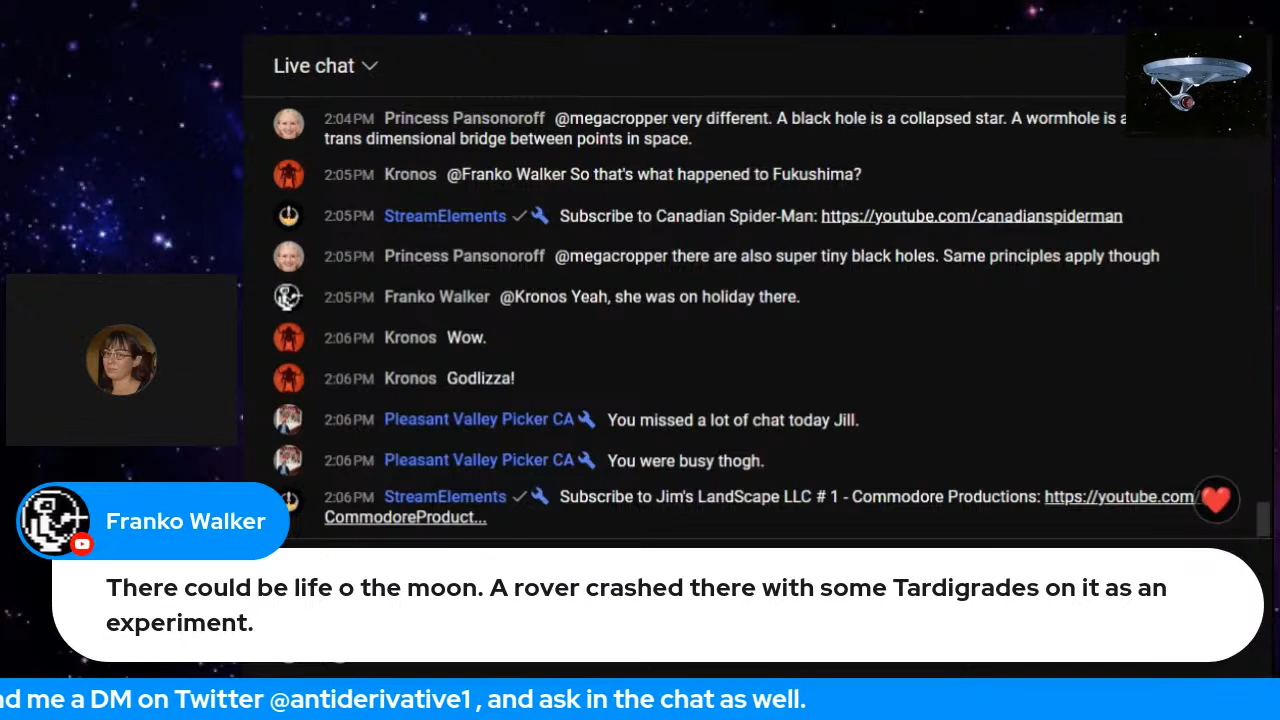 Live chat
2:04 PM Princess Pansonoroff @megacropper very different. A black hole is a collapsed star. A wormhole is a
trans dimensional bridge between points in space.
2:05 PM Kronos @Franko Walker So that's what happened to Fukushima?
2:05 PM StreamElements Subscribe to Canadian Spider-Man: https://youtube.com/canadianspiderman
2:05 PM Princess Pansonoroff @megacropper there are also super tiny black holes. Same principles apply though
2:05 PM Franko Walker @Kronos Yeah, she was on holiday there.
2:06 PM Kronos Wow.
2:06 PM Kronos Godlizza!
2:06 PM Pleasant Valley Picker CA You missed a lot of chat today Jill.
2:06 PM Pleasant Valley Picker CA You were busy thogh.
2:06 PM StreamElements Subscribe to Jim's LandScape LLC # 1 - Commodore Productions: https://youtube.com/
CommodoreProduct...
Franko Walker
There could be life o the moon. A rover crashed there with some Tardigrades on it as an
experiment.
nd me a DM on Twitter @antiderivative1 , and ask in the chat as well.